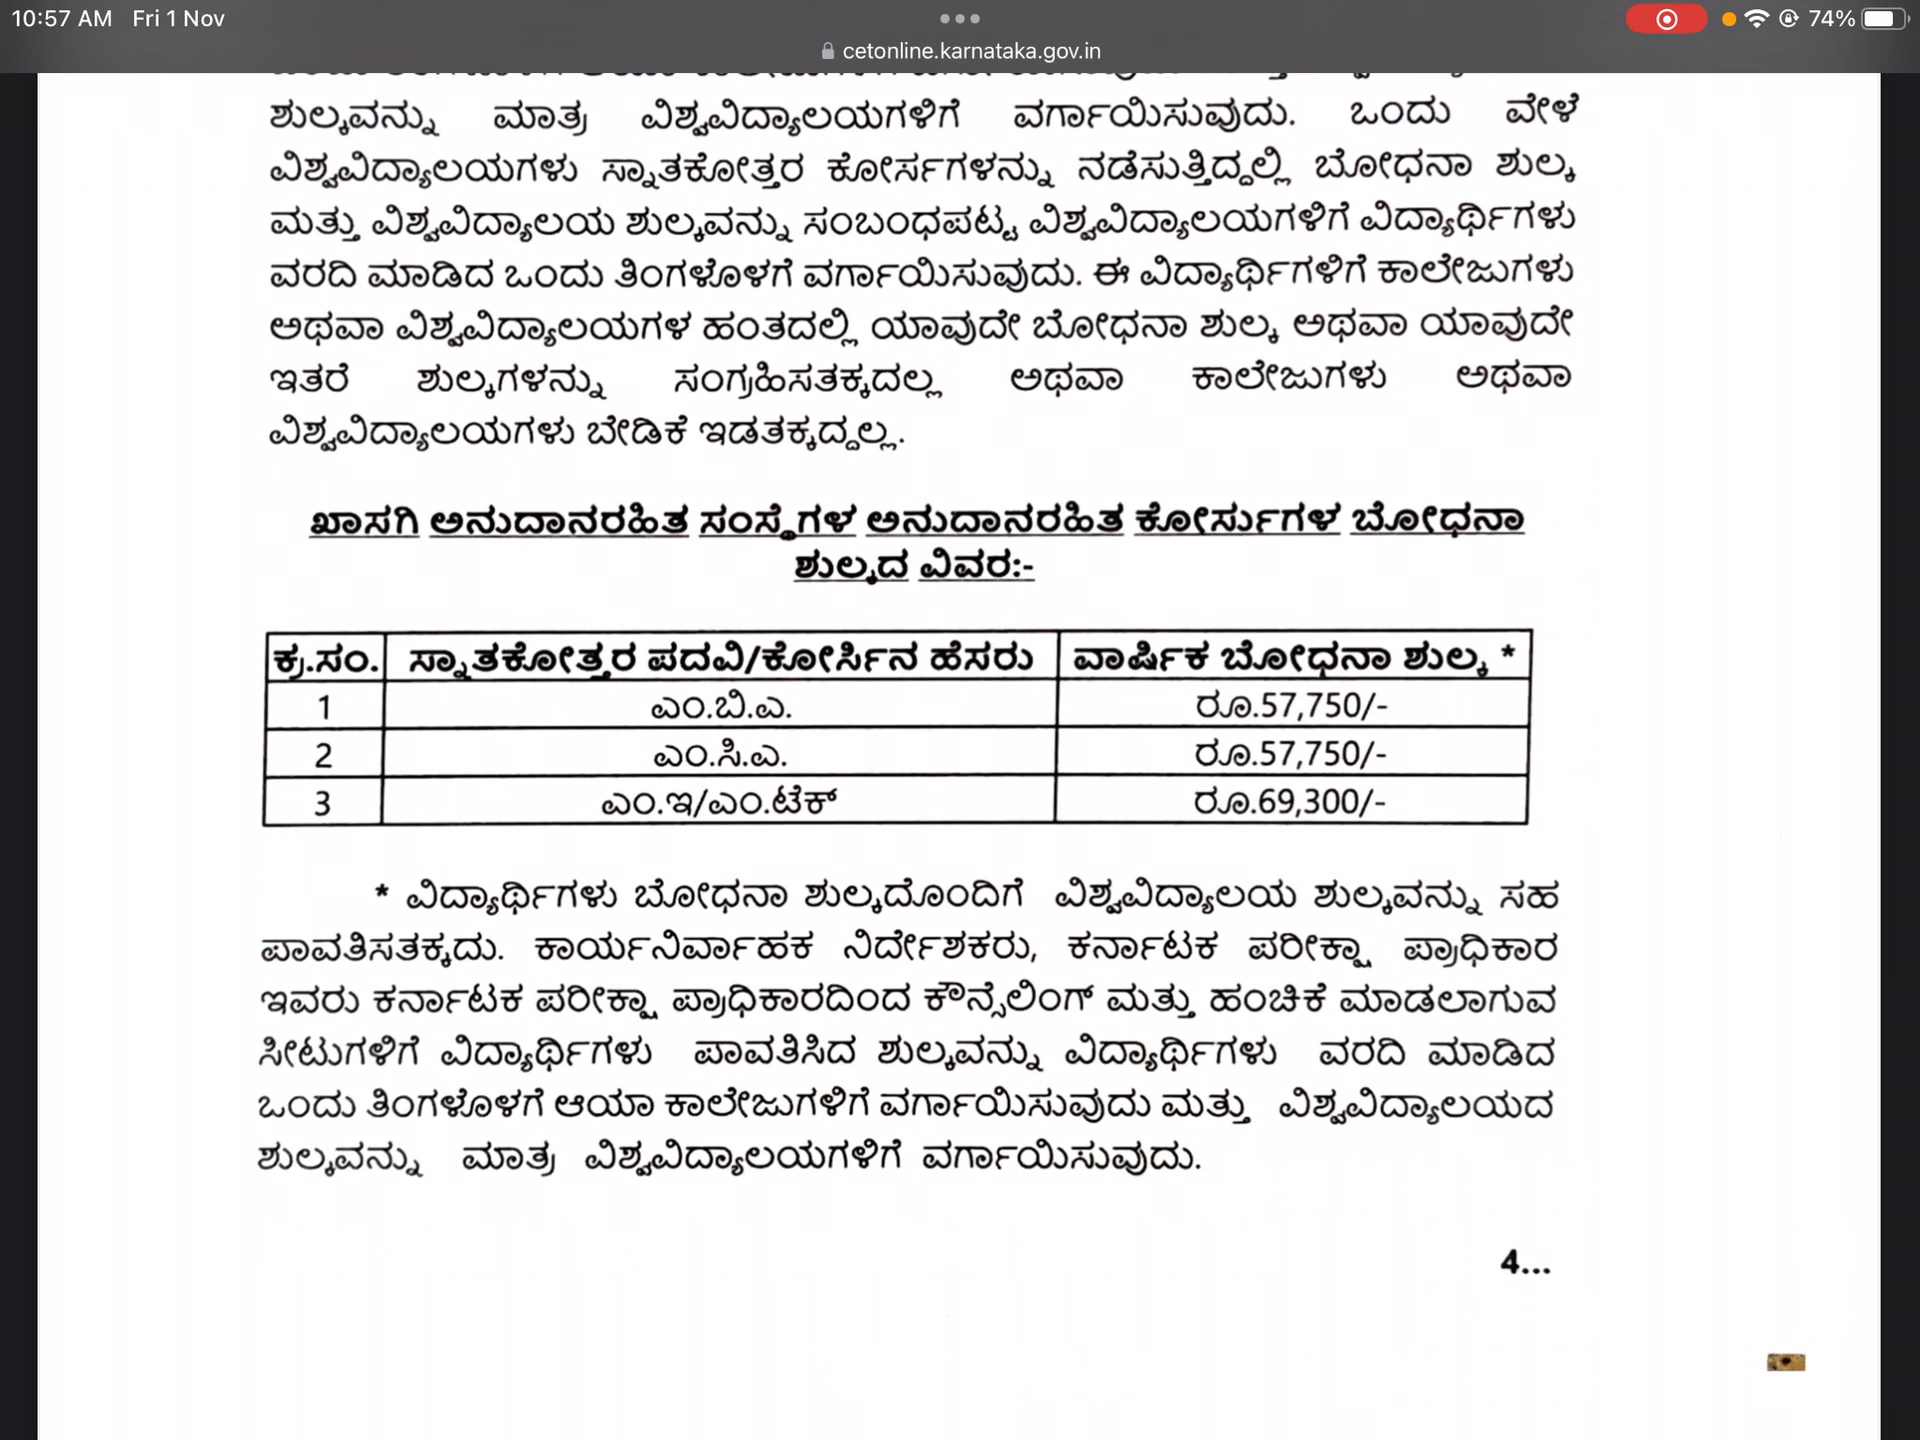 10:57 AM Fri 1 Nov
74%
cetonline.karnataka.gov.in
ಶುಲ್ಕವನ್ನು ಮಾತ್ರ ವಿಶ್ವವಿದ್ಯಾಲಯಗಳಿಗೆ ವರ್ಗಾಯಿಸುವುದು. ಒಂದು ವೇಳೆ
ವಿಶ್ವವಿದ್ಯಾಲಯಗಳು ಸ್ನಾತಕೋತ್ತರ ಕೋರ್ಸಗಳನ್ನು ನಡೆಸುತ್ತಿದ್ದಲ್ಲಿ ಬೋಧನಾ ಶುಲ್ಕ
ಮತ್ತು ವಿಶ್ವವಿದ್ಯಾಲಯ ಶುಲ್ಕವನ್ನು ಸಂಬಂಧಪಟ್ಟ ವಿಶ್ವವಿದ್ಯಾಲಯಗಳಿಗೆ ವಿದ್ಯಾರ್ಥಿಗಳು
ವರದಿ ಮಾಡಿದ ಒಂದು ತಿಂಗಳೊಳಗೆ ವರ್ಗಾಯಿಸುವುದು. ಈ ವಿದ್ಯಾರ್ಥಿಗಳಿಗೆ ಕಾಲೇಜುಗಳು
ಅಥವಾ ವಿಶ್ವವಿದ್ಯಾಲಯಗಳ ಹಂತದಲ್ಲಿ ಯಾವುದೇ ಬೋಧನಾ ಶುಲ್ಕ ಅಥವಾ ಯಾವುದೇ
ಇತರೆ ಶುಲ್ಕಗಳನ್ನು ಸಂಗ್ರಹಿಸತಕ್ಕದಲ್ಲ ಅಥವಾ ಕಾಲೇಜುಗಳು ಅಥವಾ
ವಿಶ್ವವಿದ್ಯಾಲಯಗಳು ಬೇಡಿಕೆ ಇಡತಕ್ಕದ್ದಲ್ಲ.
ಖಾಸಗಿ ಅನುದಾನರಹಿತ ಸಂಸ್ಥೆಗಳ ಅನುದಾನರಹಿತ ಕೋರ್ಸುಗಳ ಬೋಧನಾ
ಶುಲ್ಕದ ವಿವರ:-
ಕ್ರ.ಸಂ. ಸ್ನಾತಕೋತ್ತರ ಪದವಿ/ಕೋರ್ಸಿನ ಹೆಸರು ವಾರ್ಷಿಕ ಬೋಧನಾ ಶುಲ್ಕ *
1 ಎಂ.ಬಿ.ಎ. ರೂ.57,750/-
2 ಎಂ.ಸಿ.ಎ. ರೂ.57,750/-
3 ಎಂ.ಇ/ಎಂ.ಟೆಕ್ ರೂ.69,300/-
* ವಿದ್ಯಾರ್ಥಿಗಳು ಬೋಧನಾ ಶುಲ್ಕದೊಂದಿಗೆ ವಿಶ್ವವಿದ್ಯಾಲಯ ಶುಲ್ಕವನ್ನು ಸಹ
ಪಾವತಿಸತಕ್ಕದು. ಕಾರ್ಯನಿರ್ವಾಹಕ ನಿರ್ದೇಶಕರು, ಕರ್ನಾಟಕ ಪರೀಕ್ಷಾ ಪ್ರಾಧಿಕಾರ
ಇವರು ಕರ್ನಾಟಕ ಪರೀಕ್ಷಾ ಪ್ರಾಧಿಕಾರದಿಂದ ಕೌನ್ಸೆಲಿಂಗ್ ಮತ್ತು ಹಂಚಿಕೆ ಮಾಡಲಾಗುವ
ಸೀಟುಗಳಿಗೆ ವಿದ್ಯಾರ್ಥಿಗಳು ಪಾವತಿಸಿದ ಶುಲ್ಕವನ್ನು ವಿದ್ಯಾರ್ಥಿಗಳು ವರದಿ ಮಾಡಿದ
ಒಂದು ತಿಂಗಳೊಳಗೆ ಆಯಾ ಕಾಲೇಜುಗಳಿಗೆ ವರ್ಗಾಯಿಸುವುದು ಮತ್ತು ವಿಶ್ವವಿದ್ಯಾಲಯದ
ಶುಲ್ಕವನ್ನು ಮಾತ್ರ ವಿಶ್ವವಿದ್ಯಾಲಯಗಳಿಗೆ ವರ್ಗಾಯಿಸುವುದು.
4...